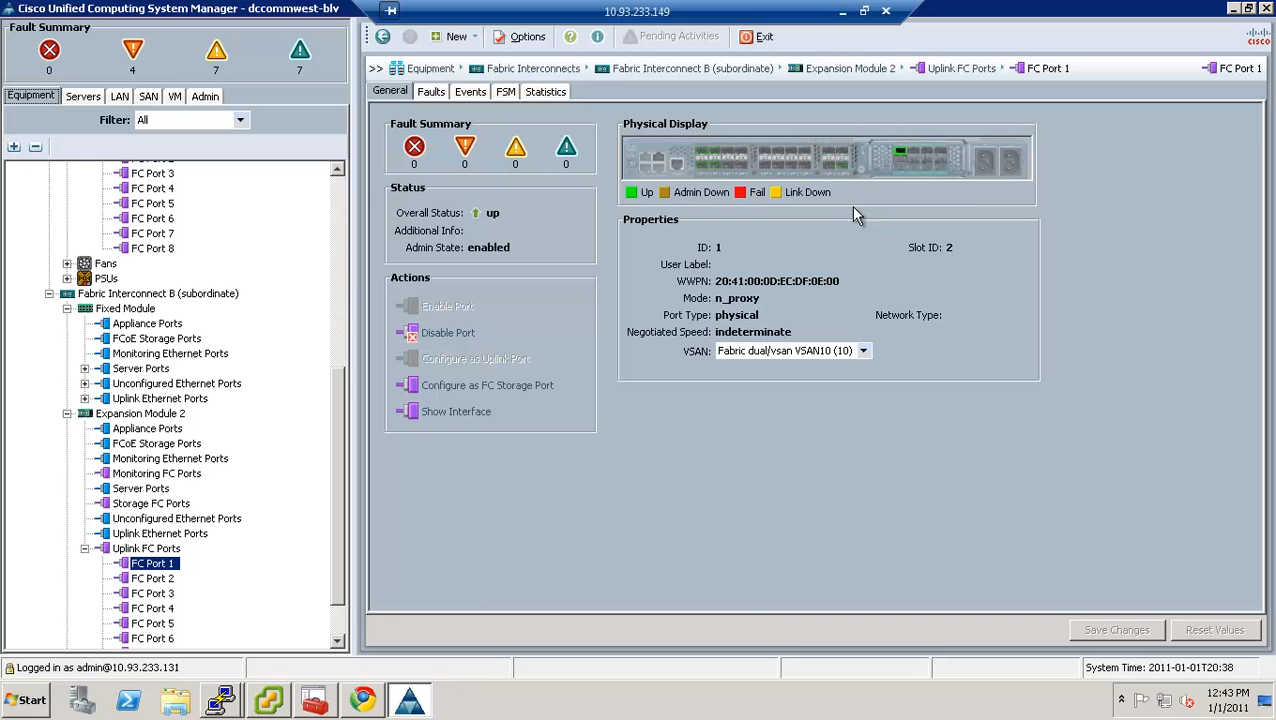 Cisco Unified Computing System Manager - dccommwest-blv
10.93.233.149
Fault Summary
0 4 7 7
New Options Pending Activities Exit
CISCO
>> Equipment Fabric Interconnects Fabric Interconnect B (subordinate) Expansion Module 2 Uplink FC Ports FC Port 1 FC Port 1
Equipment Servers LAN SAN VM Admin
General Faults Events FSM Statistics
Filter: All
FC Port 3
FC Port 4
FC Port 5
FC Port 6
FC Port 7
FC Port 8
Fans
PSUs
Fabric Interconnect B (subordinate)
Fixed Module
Appliance Ports
FCoE Storage Ports
Monitoring Ethernet Ports
Server Ports
Unconfigured Ethernet Ports
Uplink Ethernet Ports
Expansion Module 2
Appliance Ports
FCoE Storage Ports
Monitoring Ethernet Ports
Monitoring FC Ports
Server Ports
Storage FC Ports
Unconfigured Ethernet Ports
Uplink Ethernet Ports
Uplink FC Ports
FC Port 1
FC Port 2
FC Port 3
FC Port 4
FC Port 5
FC Port 6
Fault Summary
0 0 0 0
Status
Overall Status: up
Additional Info:
Admin State: enabled
Actions
Enable Port
Disable Port
Configure as Uplink Port
Configure as FC Storage Port
Show Interface
Physical Display
Up Admin Down Fail Link Down
Properties
ID: 1 Slot ID: 2
User Label:
WWPN: 20:41:00:0D:EC:DF:0E:00
Mode: n_proxy
Port Type: physical Network Type:
Negotiated Speed: indeterminate
VSAN: Fabric dual/vsan VSAN10 (10)
Save Changes Reset Values
Logged in as admin@10.93.233.131
System Time: 2011-01-01T20:38
Start
12:43 PM
1/1/2011